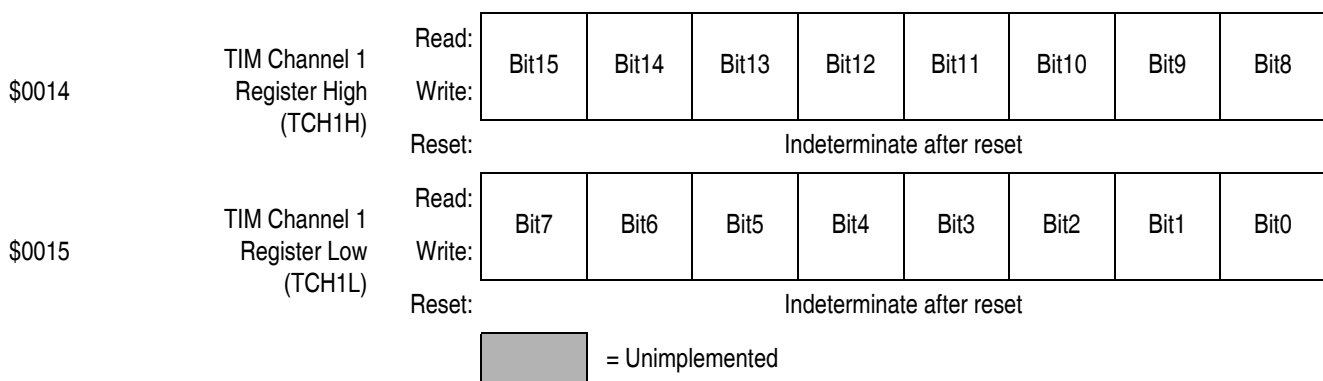 $0014 TIM Channel 1 Register High (TCH1H)
Read:
Write:
Bit15 Bit14 Bit13 Bit12 Bit11 Bit10 Bit9 Bit8
Reset: Indeterminate after reset
$0015 TIM Channel 1 Register Low (TCH1L)
Read:
Write:
Bit7 Bit6 Bit5 Bit4 Bit3 Bit2 Bit1 Bit0
Reset: Indeterminate after reset
= Unimplemented